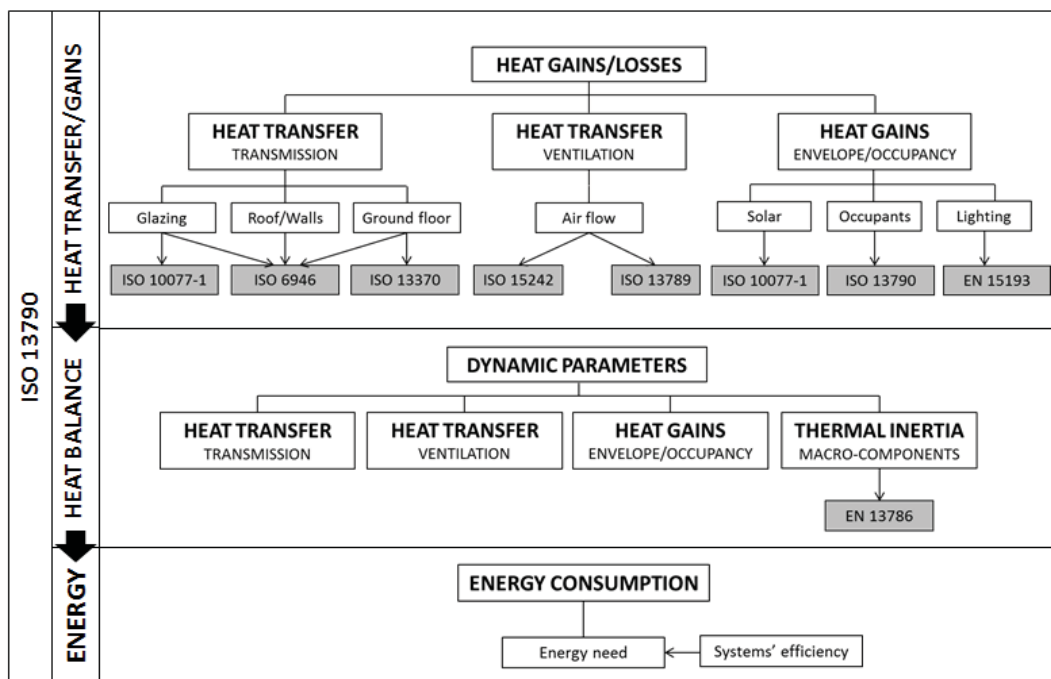 ISO 13790
HEAT TRANSFER/GAINS
HEAT GAINS/LOSSES
HEAT TRANSFER
TRANSMISSION
HEAT TRANSFER
VENTILATION
HEAT GAINS
ENVELOPE/OCCUPANCY
Glazing
Roof/Walls
Ground floor
Air flow
Solar
Occupants
Lighting
ISO 10077-1
ISO 6946
ISO 13370
ISO 15242
ISO 13789
ISO 10077-1
ISO 13790
EN 15193
HEAT BALANCE
DYNAMIC PARAMETERS
HEAT TRANSFER
TRANSMISSION
HEAT TRANSFER
VENTILATION
HEAT GAINS
ENVELOPE/OCCUPANCY
THERMAL INERTIA
MACRO-COMPONENTS
EN 13786
ENERGY
ENERGY CONSUMPTION
Energy need
Systems’ efficiency